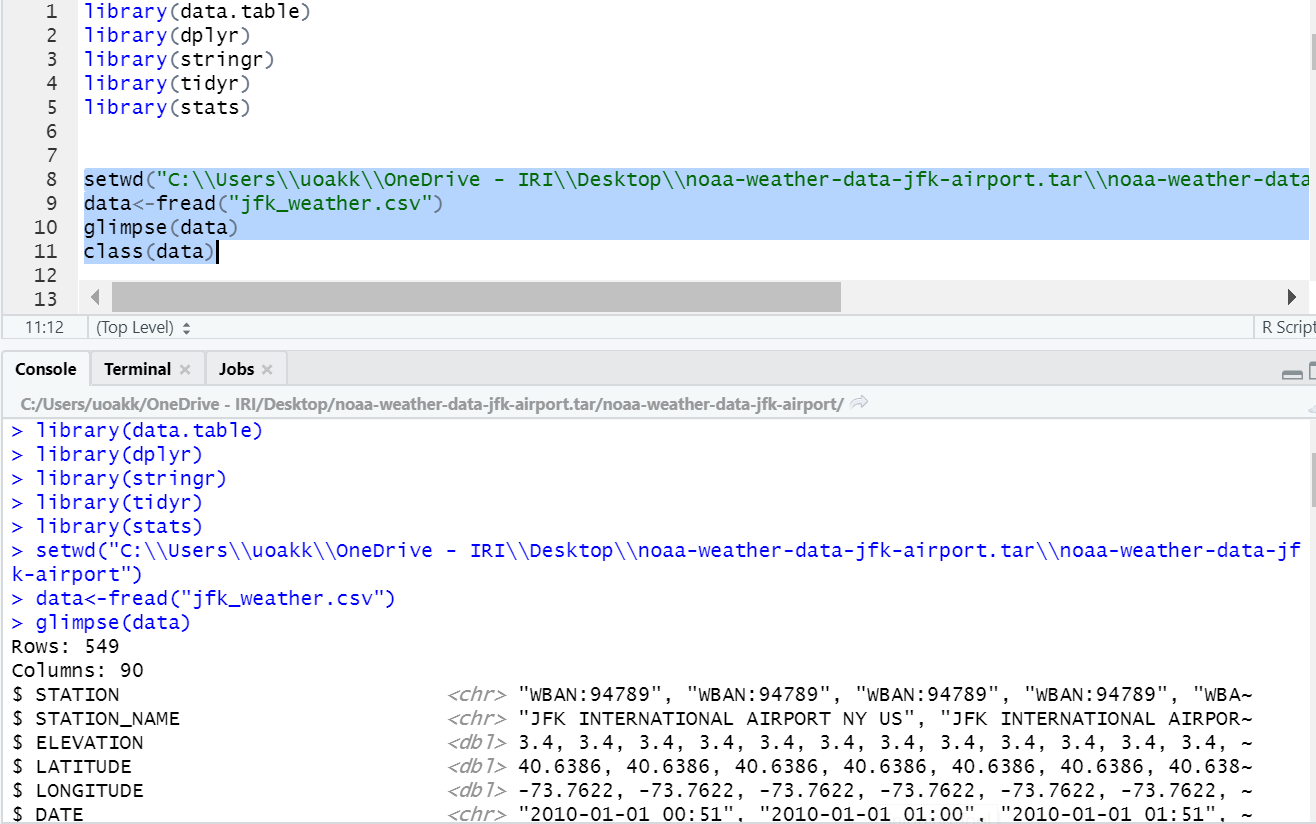 1 library(data.table)
2 library(dplyr)
3 library(stringr)
4 library(tidyr)
5 library(stats)
6
7
8 setwd("C:\\Users\\uoakk\\OneDrive - IRI\\Desktop\\noaa-weather-data-jfk-airport.tar\\noaa-weather-data
9 data<-fread("jfk_weather.csv")
10 glimpse(data)
11 class(data)
12
13
11:12 (Top Level) R Script
Console Terminal Jobs
C:/Users/uoakk/OneDrive - IRI/Desktop/noaa-weather-data-jfk-airport.tar/noaa-weather-data-jfk-airport/
> library(data.table)
> library(dplyr)
> library(stringr)
> library(tidyr)
> library(stats)
> setwd("C:\\Users\\uoakk\\OneDrive - IRI\\Desktop\\noaa-weather-data-jfk-airport.tar\\noaa-weather-data-jf
k-airport")
> data<-fread("jfk_weather.csv")
> glimpse(data)
Rows: 549
Columns: 90
$ STATION <chr> "WBAN:94789", "WBAN:94789", "WBAN:94789", "WBAN:94789", "WBA~
$ STATION_NAME <chr> "JFK INTERNATIONAL AIRPORT NY US", "JFK INTERNATIONAL AIRPOR~
$ ELEVATION <dbl> 3.4, 3.4, 3.4, 3.4, 3.4, 3.4, 3.4, 3.4, 3.4, 3.4, 3.4, 3.4, ~
$ LATITUDE <dbl> 40.6386, 40.6386, 40.6386, 40.6386, 40.6386, 40.6386, 40.638~
$ LONGITUDE <dbl> -73.7622, -73.7622, -73.7622, -73.7622, -73.7622, -73.7622, ~
$ DATE <chr> "2010-01-01 00:51", "2010-01-01 01:00", "2010-01-01 01:51", ~